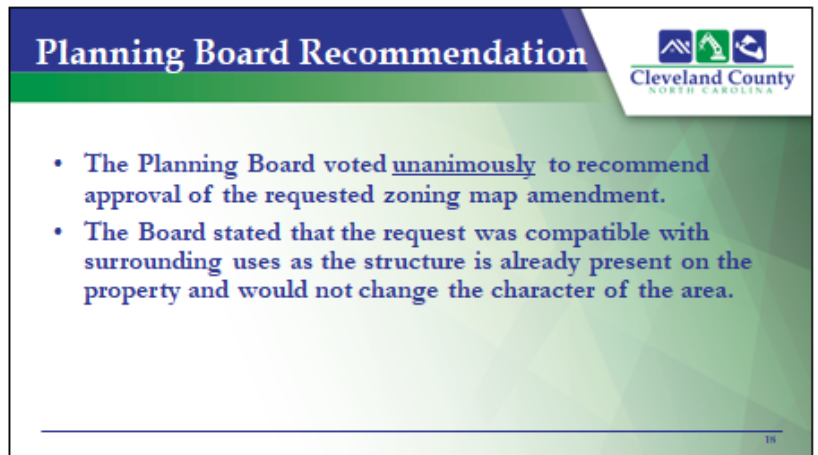 Planning Board Recommendation
Cleveland County
NORTH CAROLINA
• The Planning Board voted unanimously to recommend
approval of the requested zoning map amendment.
• The Board stated that the request was compatible with
surrounding uses as the structure is already present on the
property and would not change the character of the area.
18